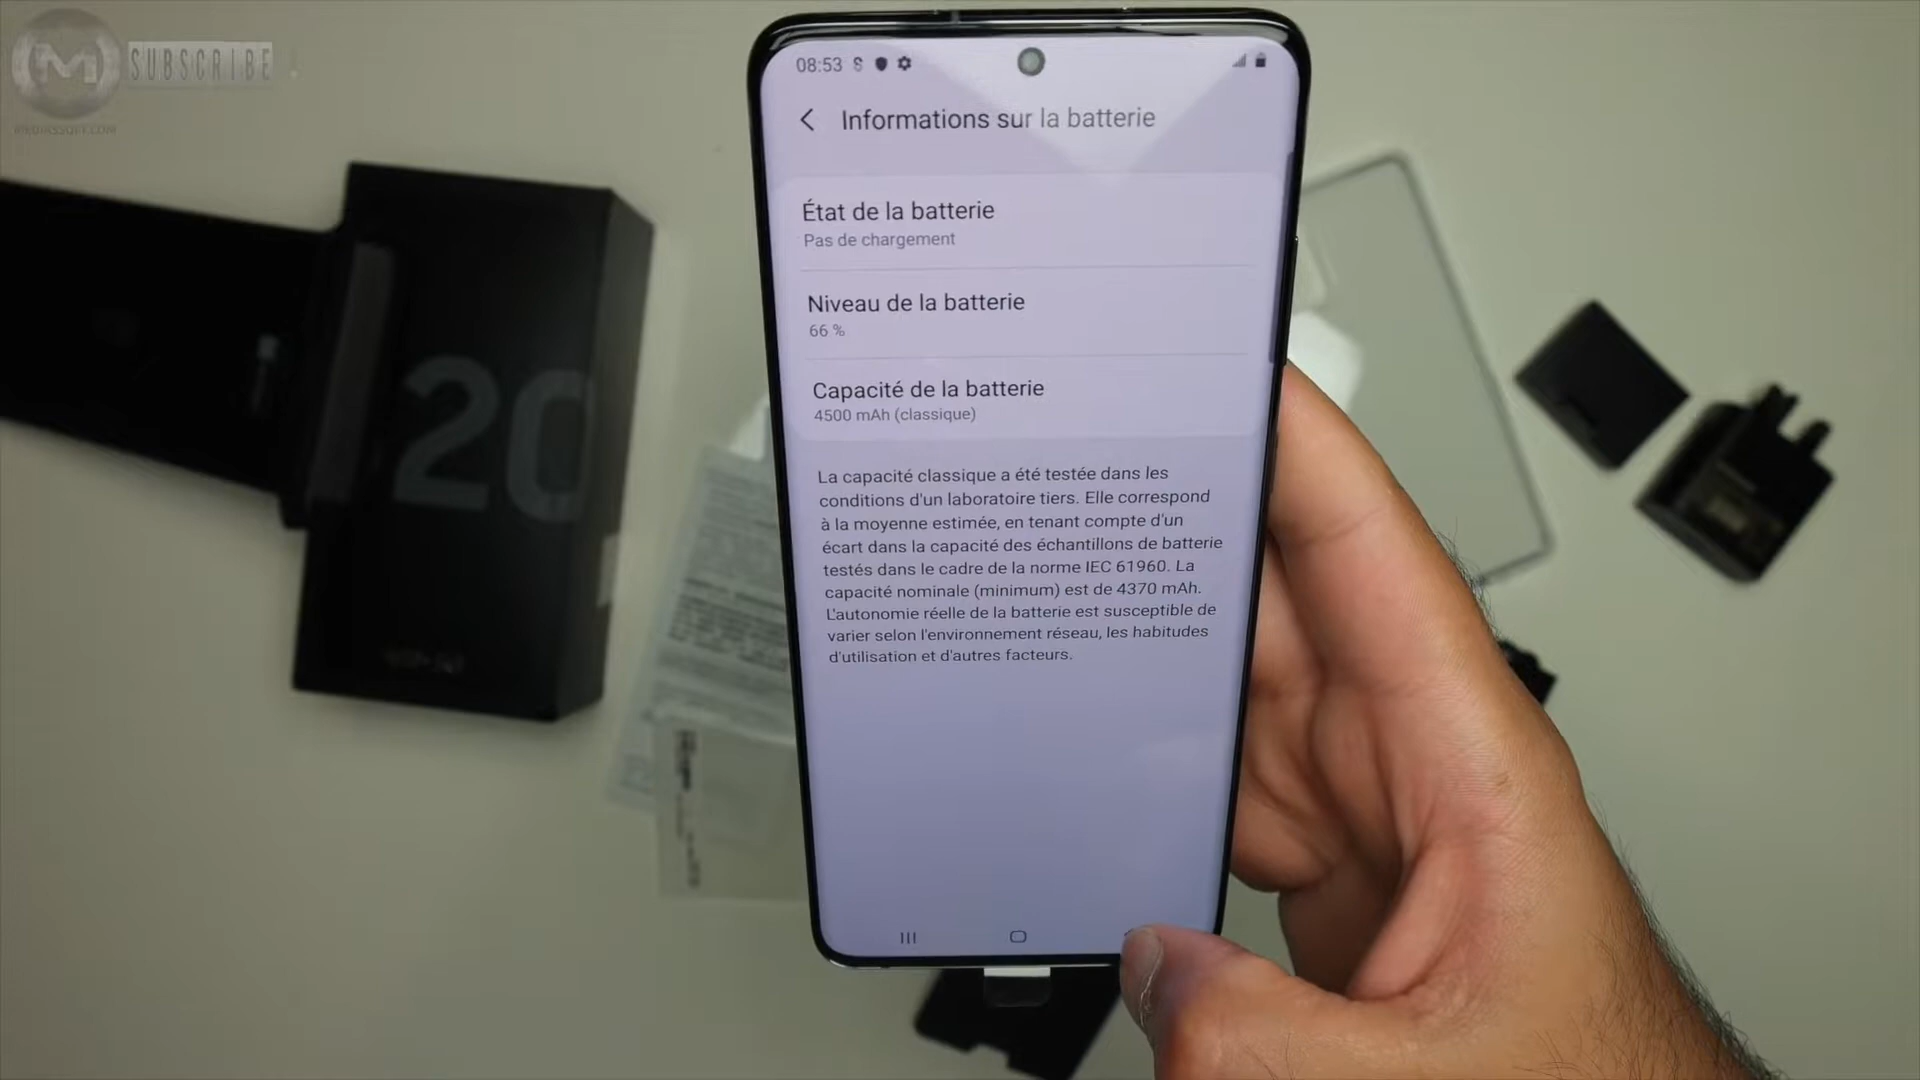 SUBSCRIBE
08:53
Informations sur la batterie
État de la batterie
Pas de chargement
Niveau de la batterie
66 %
Capacité de la batterie
4500 mAh (classique)
La capacité classique a été testée dans les
conditions d'un laboratoire tiers. Elle correspond
à la moyenne estimée, en tenant compte d'un
écart dans la capacité des échantillons de batterie
testés dans le cadre de la norme IEC 61960. La
capacité nominale (minimum) est de 4370 mAh.
L'autonomie réelle de la batterie est susceptible de
varier selon l'environnement réseau, les habitudes
d'utilisation et d'autres facteurs.
20